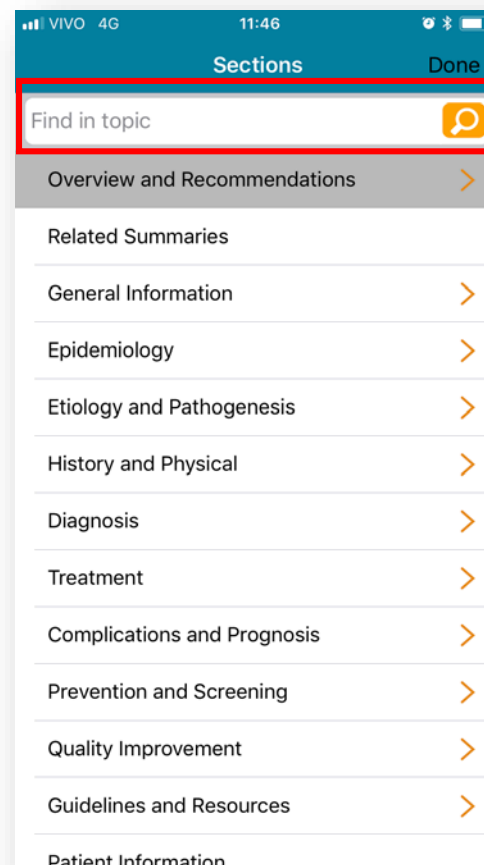 VIVO 4G 11:46
Sections Done
Find in topic
Overview and Recommendations
Related Summaries
General Information
Epidemiology
Etiology and Pathogenesis
History and Physical
Diagnosis
Treatment
Complications and Prognosis
Prevention and Screening
Quality Improvement
Guidelines and Resources
Patient Information